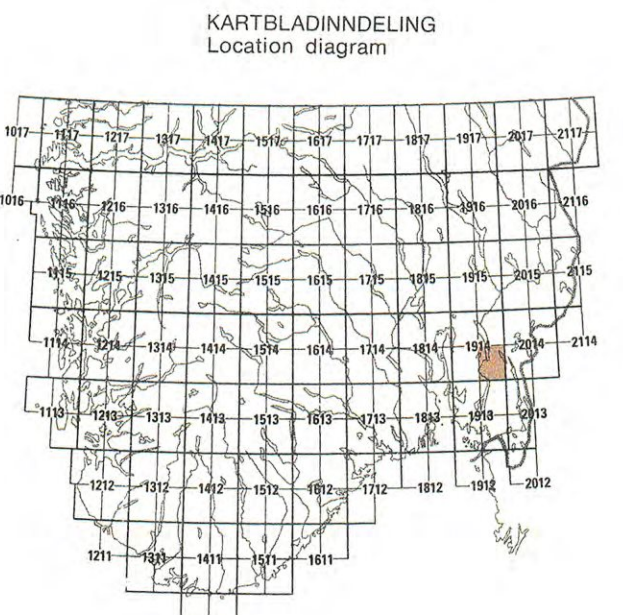 KARTBLADINNDELING
Location diagram
1017 1117 1217 1317 1417 1517 1617 1717 1817 1917 2017 2117
1016 1116 1216 1316 1416 1516 1616 1716 1816 1916 2016 2116
1115 1215 1315 1415 1515 1615 1715 1815 1915 2015 2115
1114 1214 1314 1414 1514 1614 1714 1814 1914 2014 2114
1113 1213 1313 1413 1513 1613 1713 1813 1913 2013
1212 1312 1412 1512 1612 1712 1812 1912 2012
1211 1311 1411 1511 1611